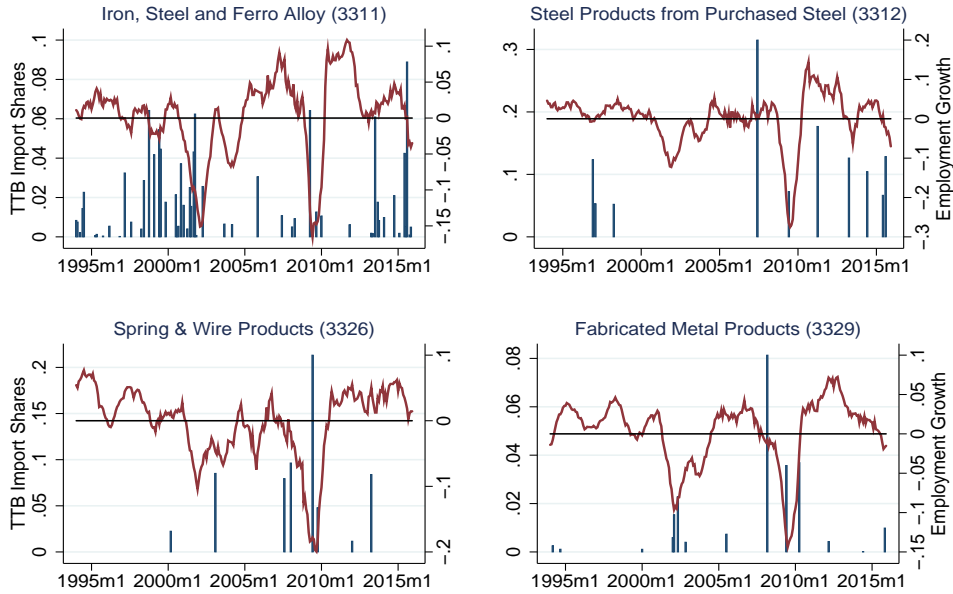 Iron, Steel and Ferro Alloy (3311)
TTB Import Shares
0 .02 .04 .06 .08 .1
-.15 -.1 -.05 0 .05 .1
1995m1 2000m1 2005m1 2010m1 2015m1
Steel Products from Purchased Steel (3312)
0 .1 .2 .3
-.3 -.2 -.1 0 .1 .2
Employment Growth
1995m1 2000m1 2005m1 2010m1 2015m1
Spring & Wire Products (3326)
TTB Import Shares
0 .05 .1 .15 .2
-.2 -.1 0 .1
1995m1 2000m1 2005m1 2010m1 2015m1
Fabricated Metal Products (3329)
0 .02 .04 .06 .08
-.15 -.1 -.05 0 .05 .1
Employment Growth
1995m1 2000m1 2005m1 2010m1 2015m1